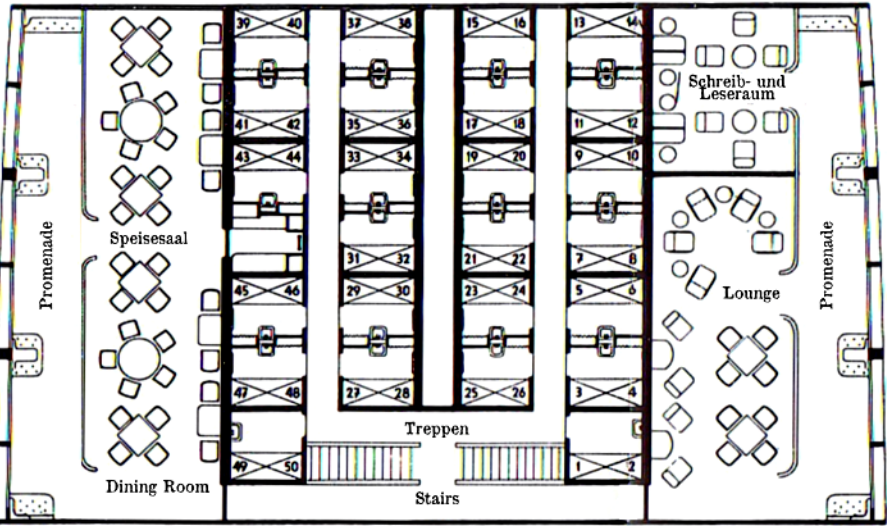 39 40
37 38
15 16
13 14
Schreib- und
Leseraum
41 42
35 36
17 18
11 12
43 44
33 34
19 20
9 10
Promenade
Speisesaal
31 32
21 22
7 8
Promenade
45 46
29 30
23 24
5 6
Lounge
47 48
27 28
25 26
3 4
Treppen
49 50
1 2
Dining Room
Stairs